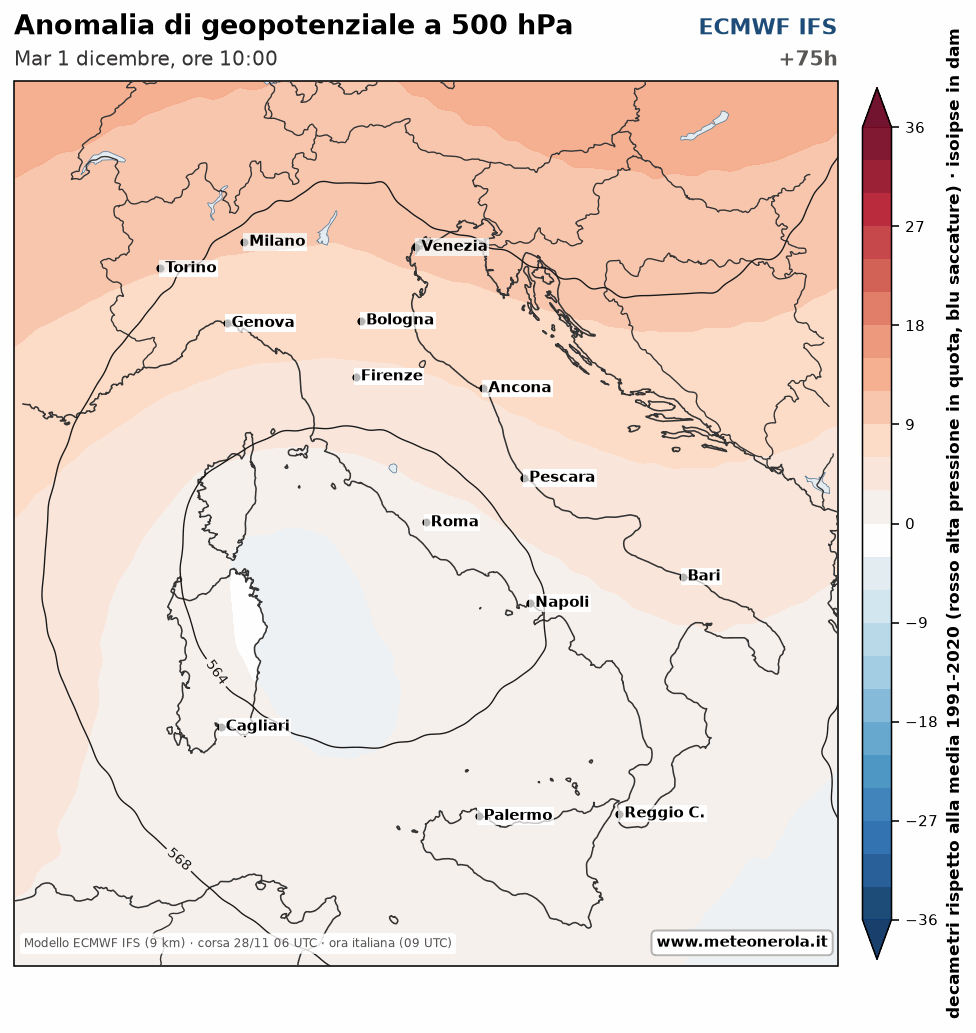 Anomalia di geopotenziale a 500 hPa
ECMWF IFS
Mar 1 dicembre, ore 10:00
+75h
Milano
Venezia
Torino
Genova
Bologna
Firenze
Ancona
Pescara
Roma
Bari
Napoli
564
Cagliari
Palermo
Reggio C.
568
Modello ECMWF IFS (9 km) · corsa 28/11 06 UTC · ora italiana (09 UTC)
www.meteonerola.it
36
27
18
9
0
−9
−18
−27
−36
decametri rispetto alla media 1991-2020 (rosso alta pressione in quota, blu saccature) · isoipse in dam